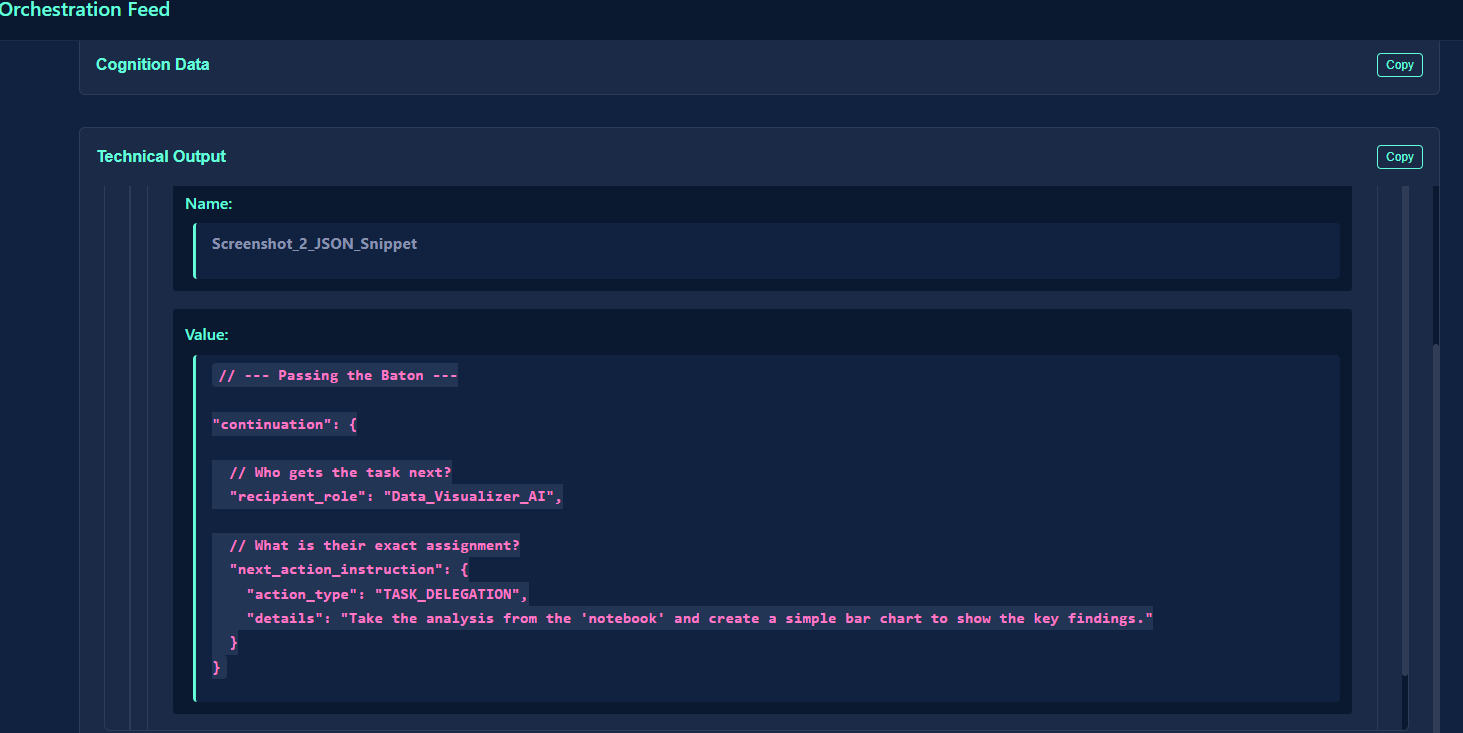 Orchestration Feed
Cognition Data
Copy
Technical Output
Copy
Name:
Screenshot_2_JSON_Snippet
Value:
// --- Passing the Baton ---
"continuation": {
// Who gets the task next?
"recipient_role": "Data_Visualizer_AI",
// What is their exact assignment?
"next_action_instruction": {
"action_type": "TASK_DELEGATION",
"details": "Take the analysis from the 'notebook' and create a simple bar chart to show the key findings."
}
}